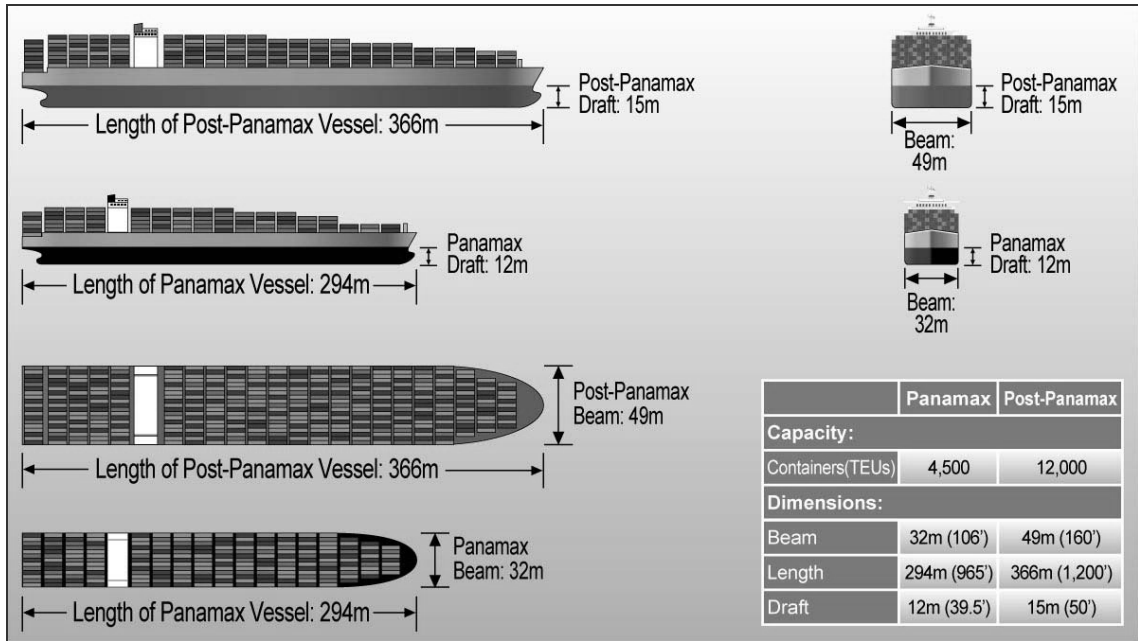 Post-Panamax
Draft: 15m
Length of Post-Panamax Vessel: 366m
Post-Panamax
Draft: 15m
Beam:
49m
Panamax
Draft: 12m
Length of Panamax Vessel: 294m
Panamax
Draft: 12m
Beam:
32m
Post-Panamax
Beam: 49m
Length of Post-Panamax Vessel: 366m
Panamax
Beam: 32m
Length of Panamax Vessel: 294m
Panamax Post-Panamax
Capacity:
Containers(TEUs) 4,500 12,000
Dimensions:
Beam 32m (106') 49m (160')
Length 294m (965') 366m (1,200')
Draft 12m (39.5') 15m (50')